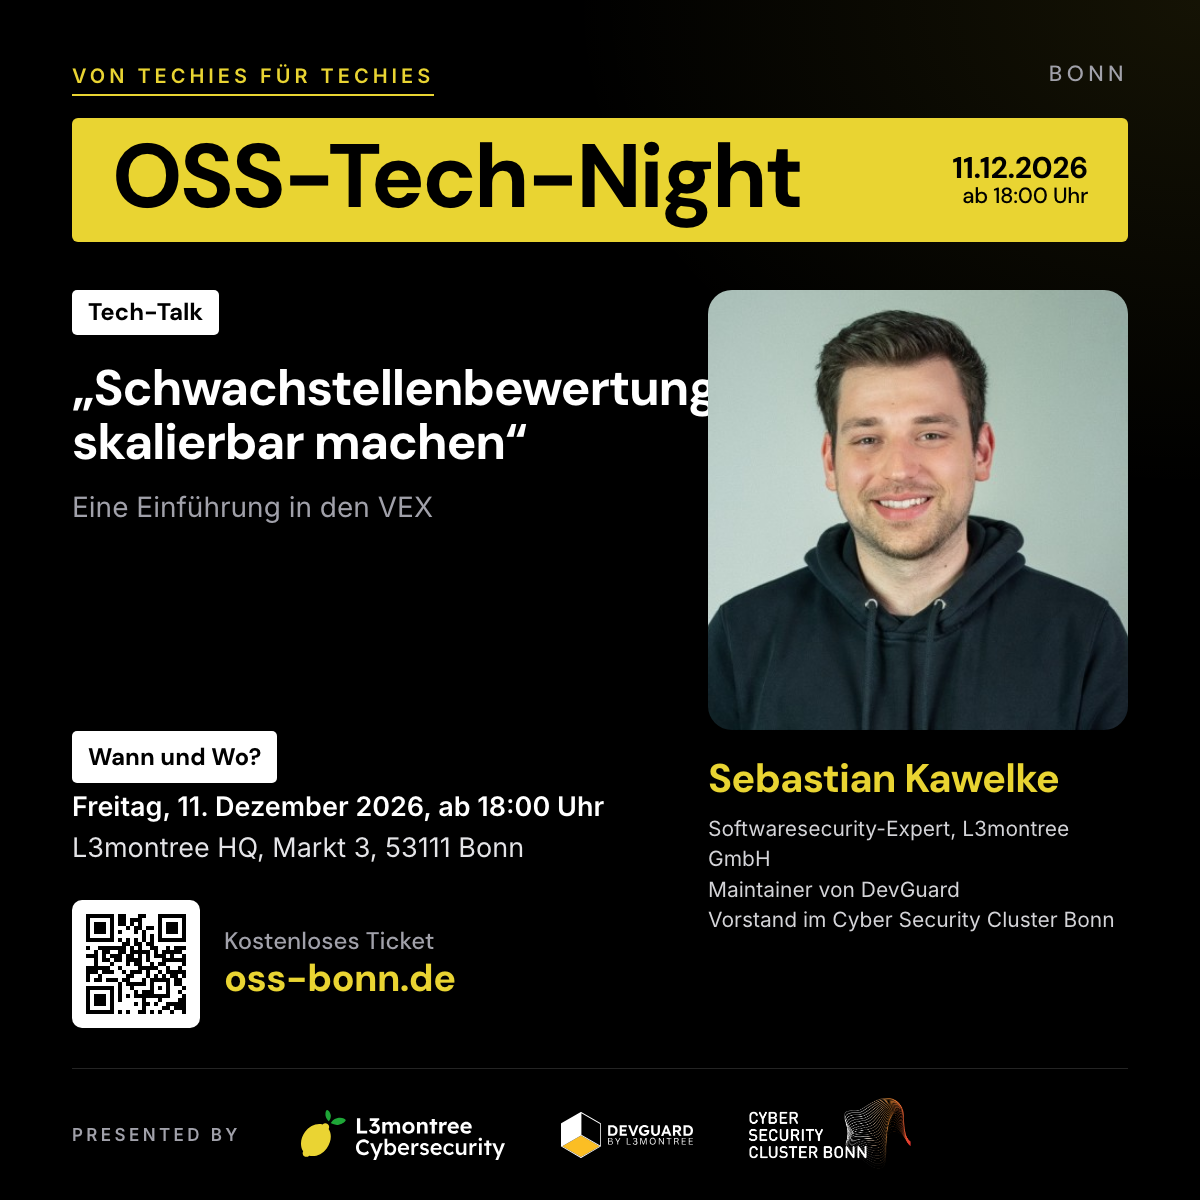 VON TECHIES FÜR TECHIES
BONN
OSS-Tech-Night
11.12.2026
ab 18:00 Uhr
Tech-Talk
„Schwachstellenbewertung
skalierbar machen“
Eine Einführung in den VEX
Wann und Wo?
Freitag, 11. Dezember 2026, ab 18:00 Uhr
L3montree HQ, Markt 3, 53111 Bonn
Kostenloses Ticket
oss-bonn.de
Sebastian Kawelke
Softwaresecurity-Expert, L3montree
GmbH
Maintainer von DevGuard
Vorstand im Cyber Security Cluster Bonn
PRESENTED BY
L3montree
Cybersecurity
DEVGUARD
BY L3MONTREE
CYBER
SECURITY
CLUSTER BONN